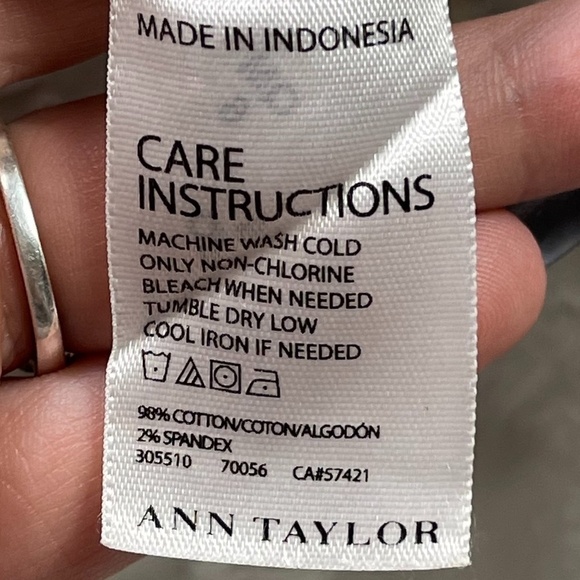 MADE IN INDONESIA
CARE
INSTRUCTIONS
MACHINE WASH COLD
ONLY NON-CHLORINE
BLEACH WHEN NEEDED
TUMBLE DRY LOW
COOL IRON IF NEEDED
98% COTTON/COTON/ALGODÓN
2% SPANDEX
305510 70056 CA#57421
ANN TAYLOR